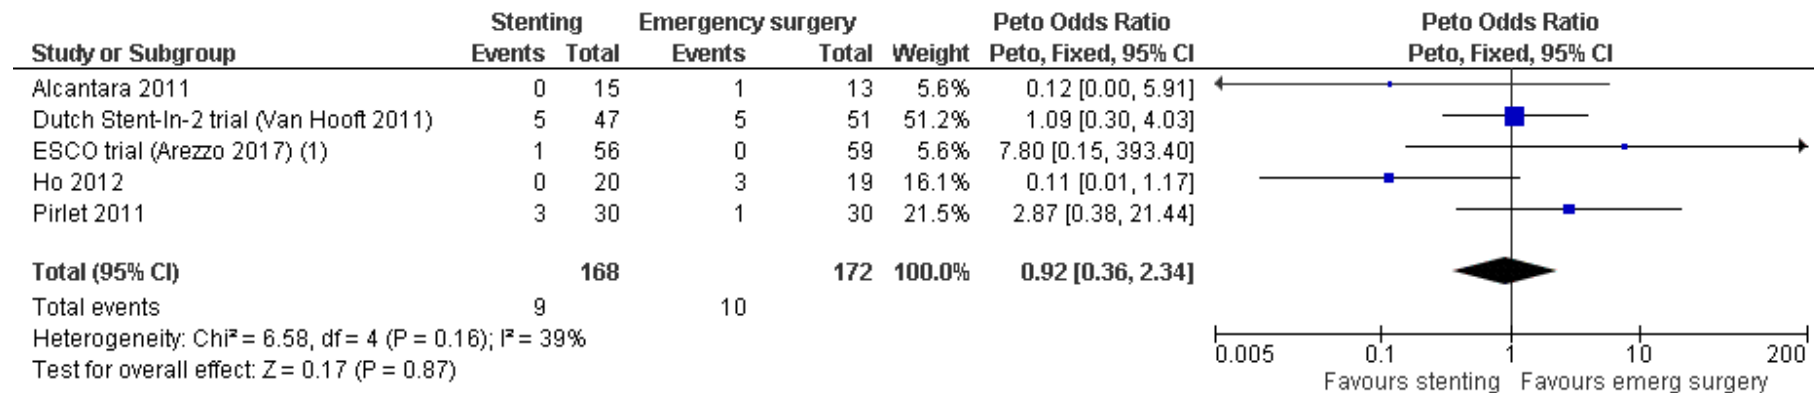 Stenting Emergency surgery Peto Odds Ratio Peto Odds Ratio
Study or Subgroup Events Total Events Total Weight Peto, Fixed, 95% CI Peto, Fixed, 95% CI
Alcantara 2011 0 15 1 13 5.6% 0.12 [0.00, 5.91]
Dutch Stent-In-2 trial (Van Hooft 2011) 5 47 5 51 51.2% 1.09 [0.30, 4.03]
ESCO trial (Arezzo 2017) (1) 1 56 0 59 5.6% 7.80 [0.15, 393.40]
Ho 2012 0 20 3 19 16.1% 0.11 [0.01, 1.17]
Pirlet 2011 3 30 1 30 21.5% 2.87 [0.38, 21.44]
Total (95% CI) 168 172 100.0% 0.92 [0.36, 2.34]
Total events 9 10
Heterogeneity: Chi² = 6.58, df = 4 (P = 0.16); I² = 39%
Test for overall effect: Z = 0.17 (P = 0.87)
0.005 0.1 1 10 200
Favours stenting Favours emerg surgery